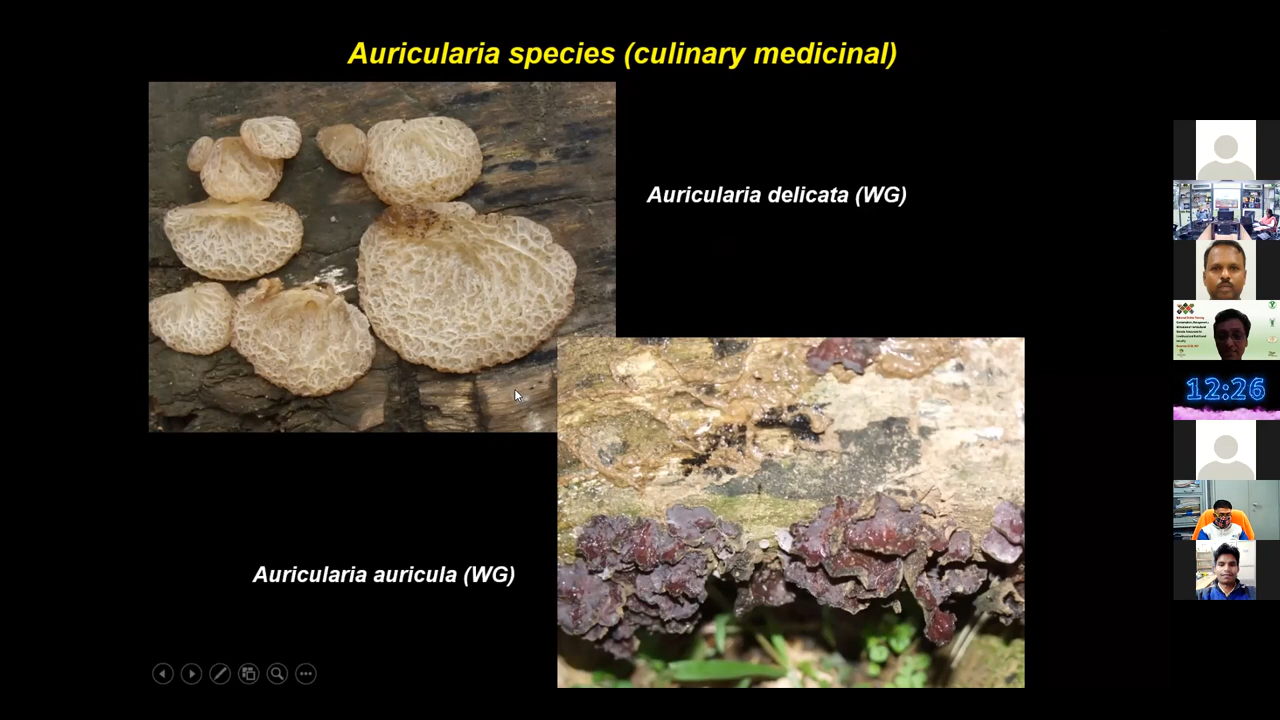 Auricularia species (culinary medicinal)
Auricularia delicata (WG)
Auricularia auricula (WG)
12:26